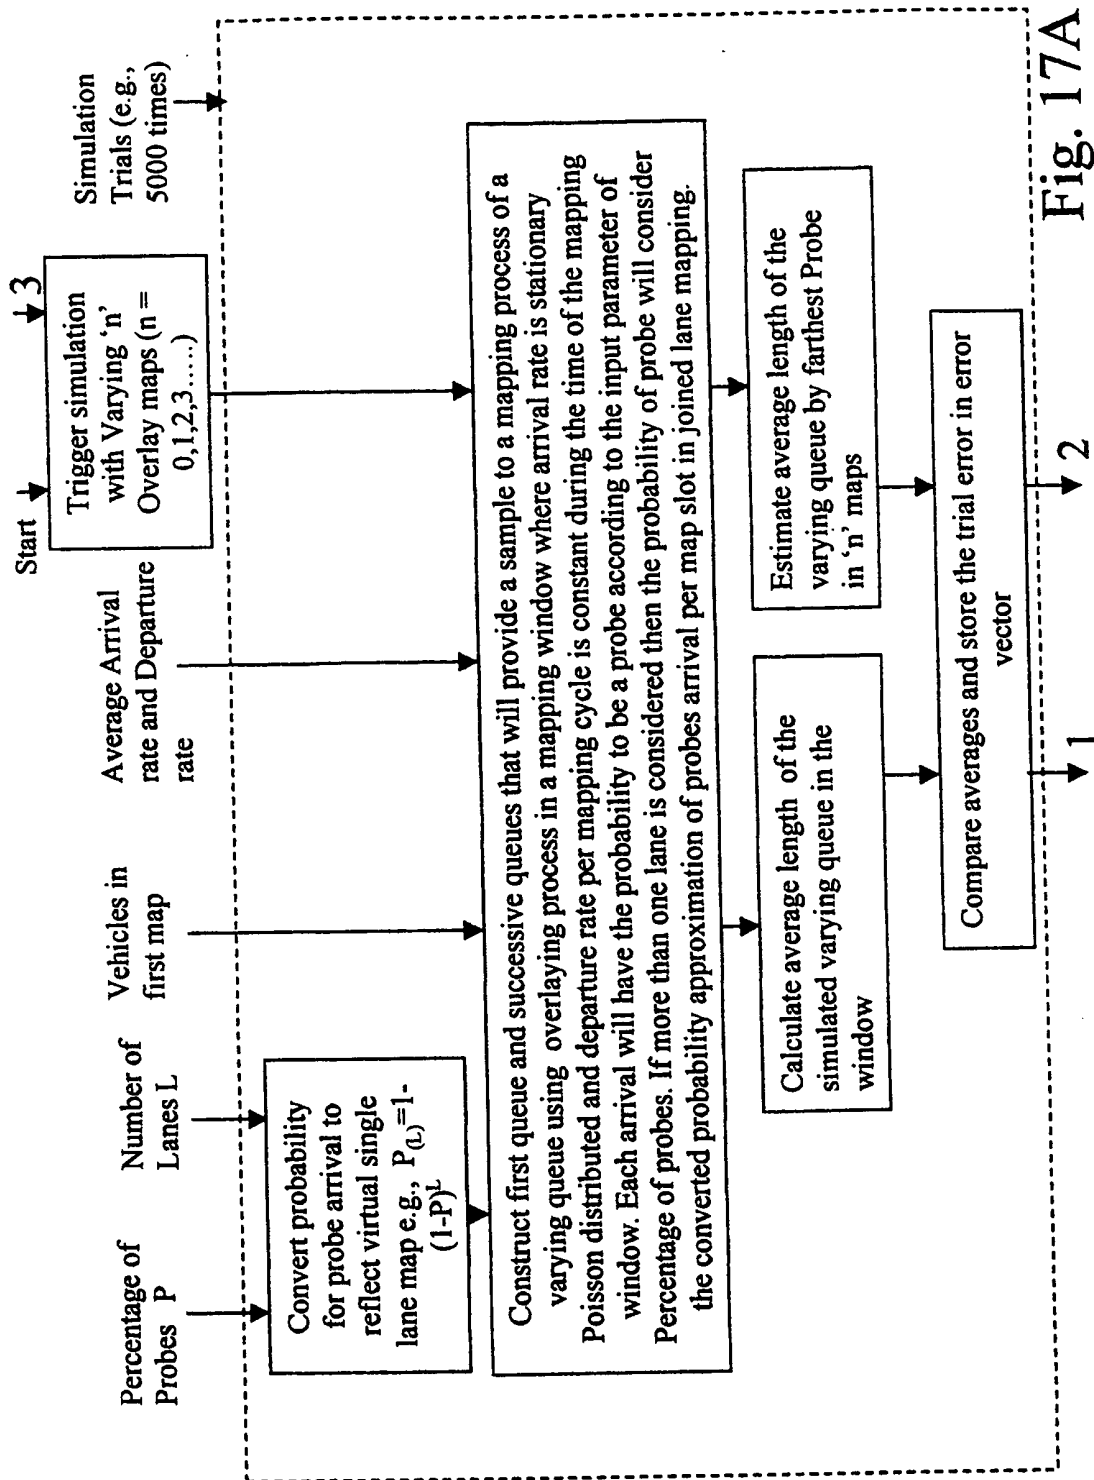 Start
3
Percentage of
Probes P
Number of
Lanes L
Vehicles in
first map
Average Arrival
rate and Departure
rate
Trigger simulation
with Varying ‘n’
Overlay maps (n =
0,1,2,3…..)
Simulation
Trials (e.g.,
5000 times)
Convert probability
for probe arrival to
reflect virtual single
lane map e.g., P(L)=1-
(1-P)^L
Construct first queue and successive queues that will provide a sample to a mapping process of a
varying queue using overlaying process in a mapping window where arrival rate is stationary
Poisson distributed and departure rate per mapping cycle is constant during the time of the mapping
window. Each arrival will have the probability to be a probe according to the input parameter of
Percentage of probes. If more than one lane is considered then the probability of probe will consider
the converted probability approximation of probes arrival per map slot in joined lane mapping.
Calculate average length of the
simulated varying queue in the
window
Estimate average length of the
varying queue by farthest Probe
in ‘n’ maps
Compare averages and store the trial error in error
vector
1
2
Fig. 17A